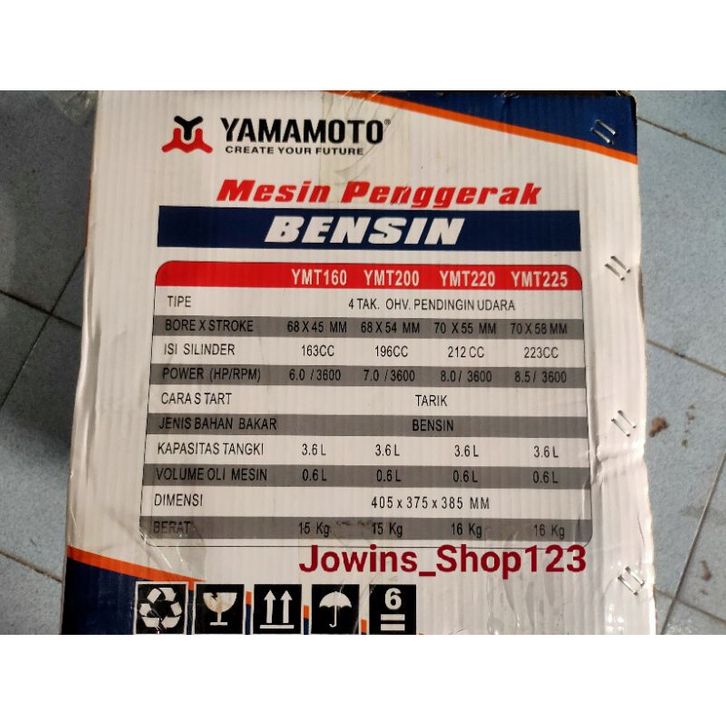 YAMAMOTO®
CREATE YOUR FUTURE
Mesin Penggerak
BENSIN
YMT160 YMT200 YMT220 YMT225
TIPE 4 TAK. OHV. PENDINGIN UDARA
BORE X STROKE 68 X 45 MM 68 X 54 MM 70 X 55 MM 70 X 58 MM
ISI SILINDER 163CC 196CC 212 CC 223CC
POWER (HP/RPM) 6.0 / 3600 7.0 / 3600 8.0 / 3600 8.5 / 3600
CARA START TARIK
JENIS BAHAN BAKAR BENSIN
KAPASITAS TANGKI 3.6 L 3.6 L 3.6 L 3.6 L
VOLUME OLI MESIN 0.6 L 0.6 L 0.6 L 0.6 L
DIMENSI 405 x 375 x 385 MM
BERAT 15 Kg 15 Kg 16 Kg 16 Kg
Jowins_Shop123
6